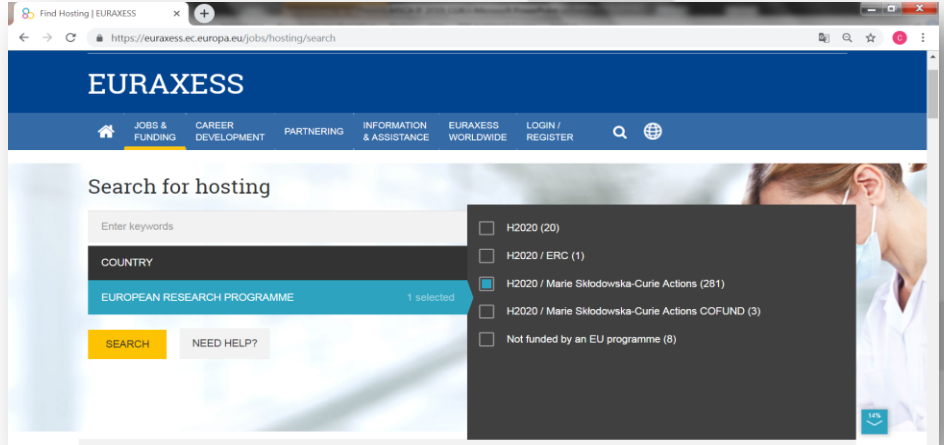 Find Hosting | EURAXESS
https://euraxess.ec.europa.eu/jobs/hosting/search
C
EURAXESS
JOBS &
FUNDING
CAREER
DEVELOPMENT
PARTNERING
INFORMATION
& ASSISTANCE
EURAXESS
WORLDWIDE
LOGIN /
REGISTER
Search for hosting
Enter keywords
COUNTRY
EUROPEAN RESEARCH PROGRAMME 1 selected
SEARCH NEED HELP?
H2020 (20)
H2020 / ERC (1)
H2020 / Marie Skłodowska-Curie Actions (281)
H2020 / Marie Skłodowska-Curie Actions COFUND (3)
Not funded by an EU programme (8)
14%